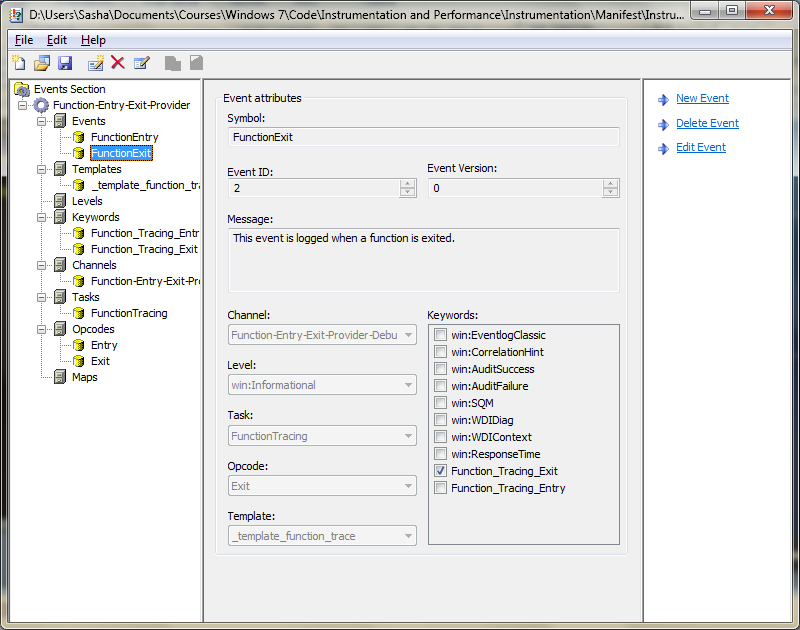 D:\Users\Sasha\Documents\Courses\Windows 7\Code\Instrumentation and Performance\Instrumentation\Manifest\Instru...
File Edit Help
Events Section
Function-Entry-Exit-Provider
Events
FunctionEntry
FunctionExit
Templates
_template_function_tra
Levels
Keywords
Function_Tracing_Entr
Function_Tracing_Exit
Channels
Function-Entry-Exit-Pr
Tasks
FunctionTracing
Opcodes
Entry
Exit
Maps
Event attributes
Symbol:
FunctionExit
Event ID:
2
Event Version:
0
Message:
This event is logged when a function is exited.
Channel:
Function-Entry-Exit-Provider-Debu
Level:
win:Informational
Task:
FunctionTracing
Opcode:
Exit
Template:
_template_function_trace
Keywords:
win:EventlogClassic
win:CorrelationHint
win:AuditSuccess
win:AuditFailure
win:SQM
win:WDIDiag
win:WDIContext
win:ResponseTime
Function_Tracing_Exit
Function_Tracing_Entry
New Event
Delete Event
Edit Event